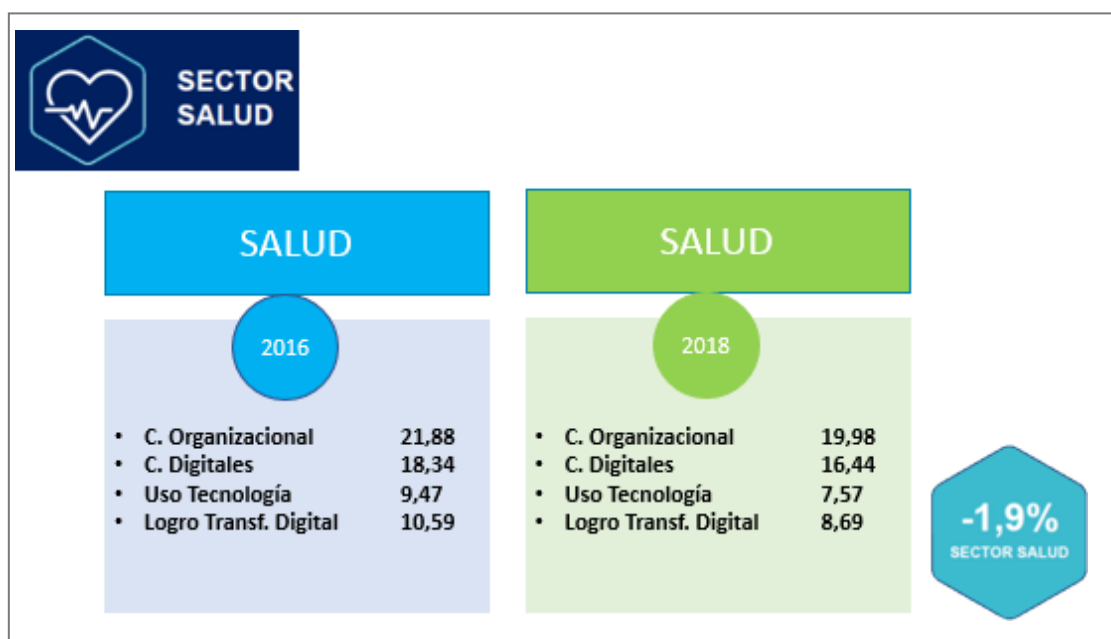 SECTOR
SALUD
SALUD
2016
• C. Organizacional 21,88
• C. Digitales 18,34
• Uso Tecnología 9,47
• Logro Transf. Digital 10,59
SALUD
2018
• C. Organizacional 19,98
• C. Digitales 16,44
• Uso Tecnología 7,57
• Logro Transf. Digital 8,69
-1,9%
SECTOR SALUD